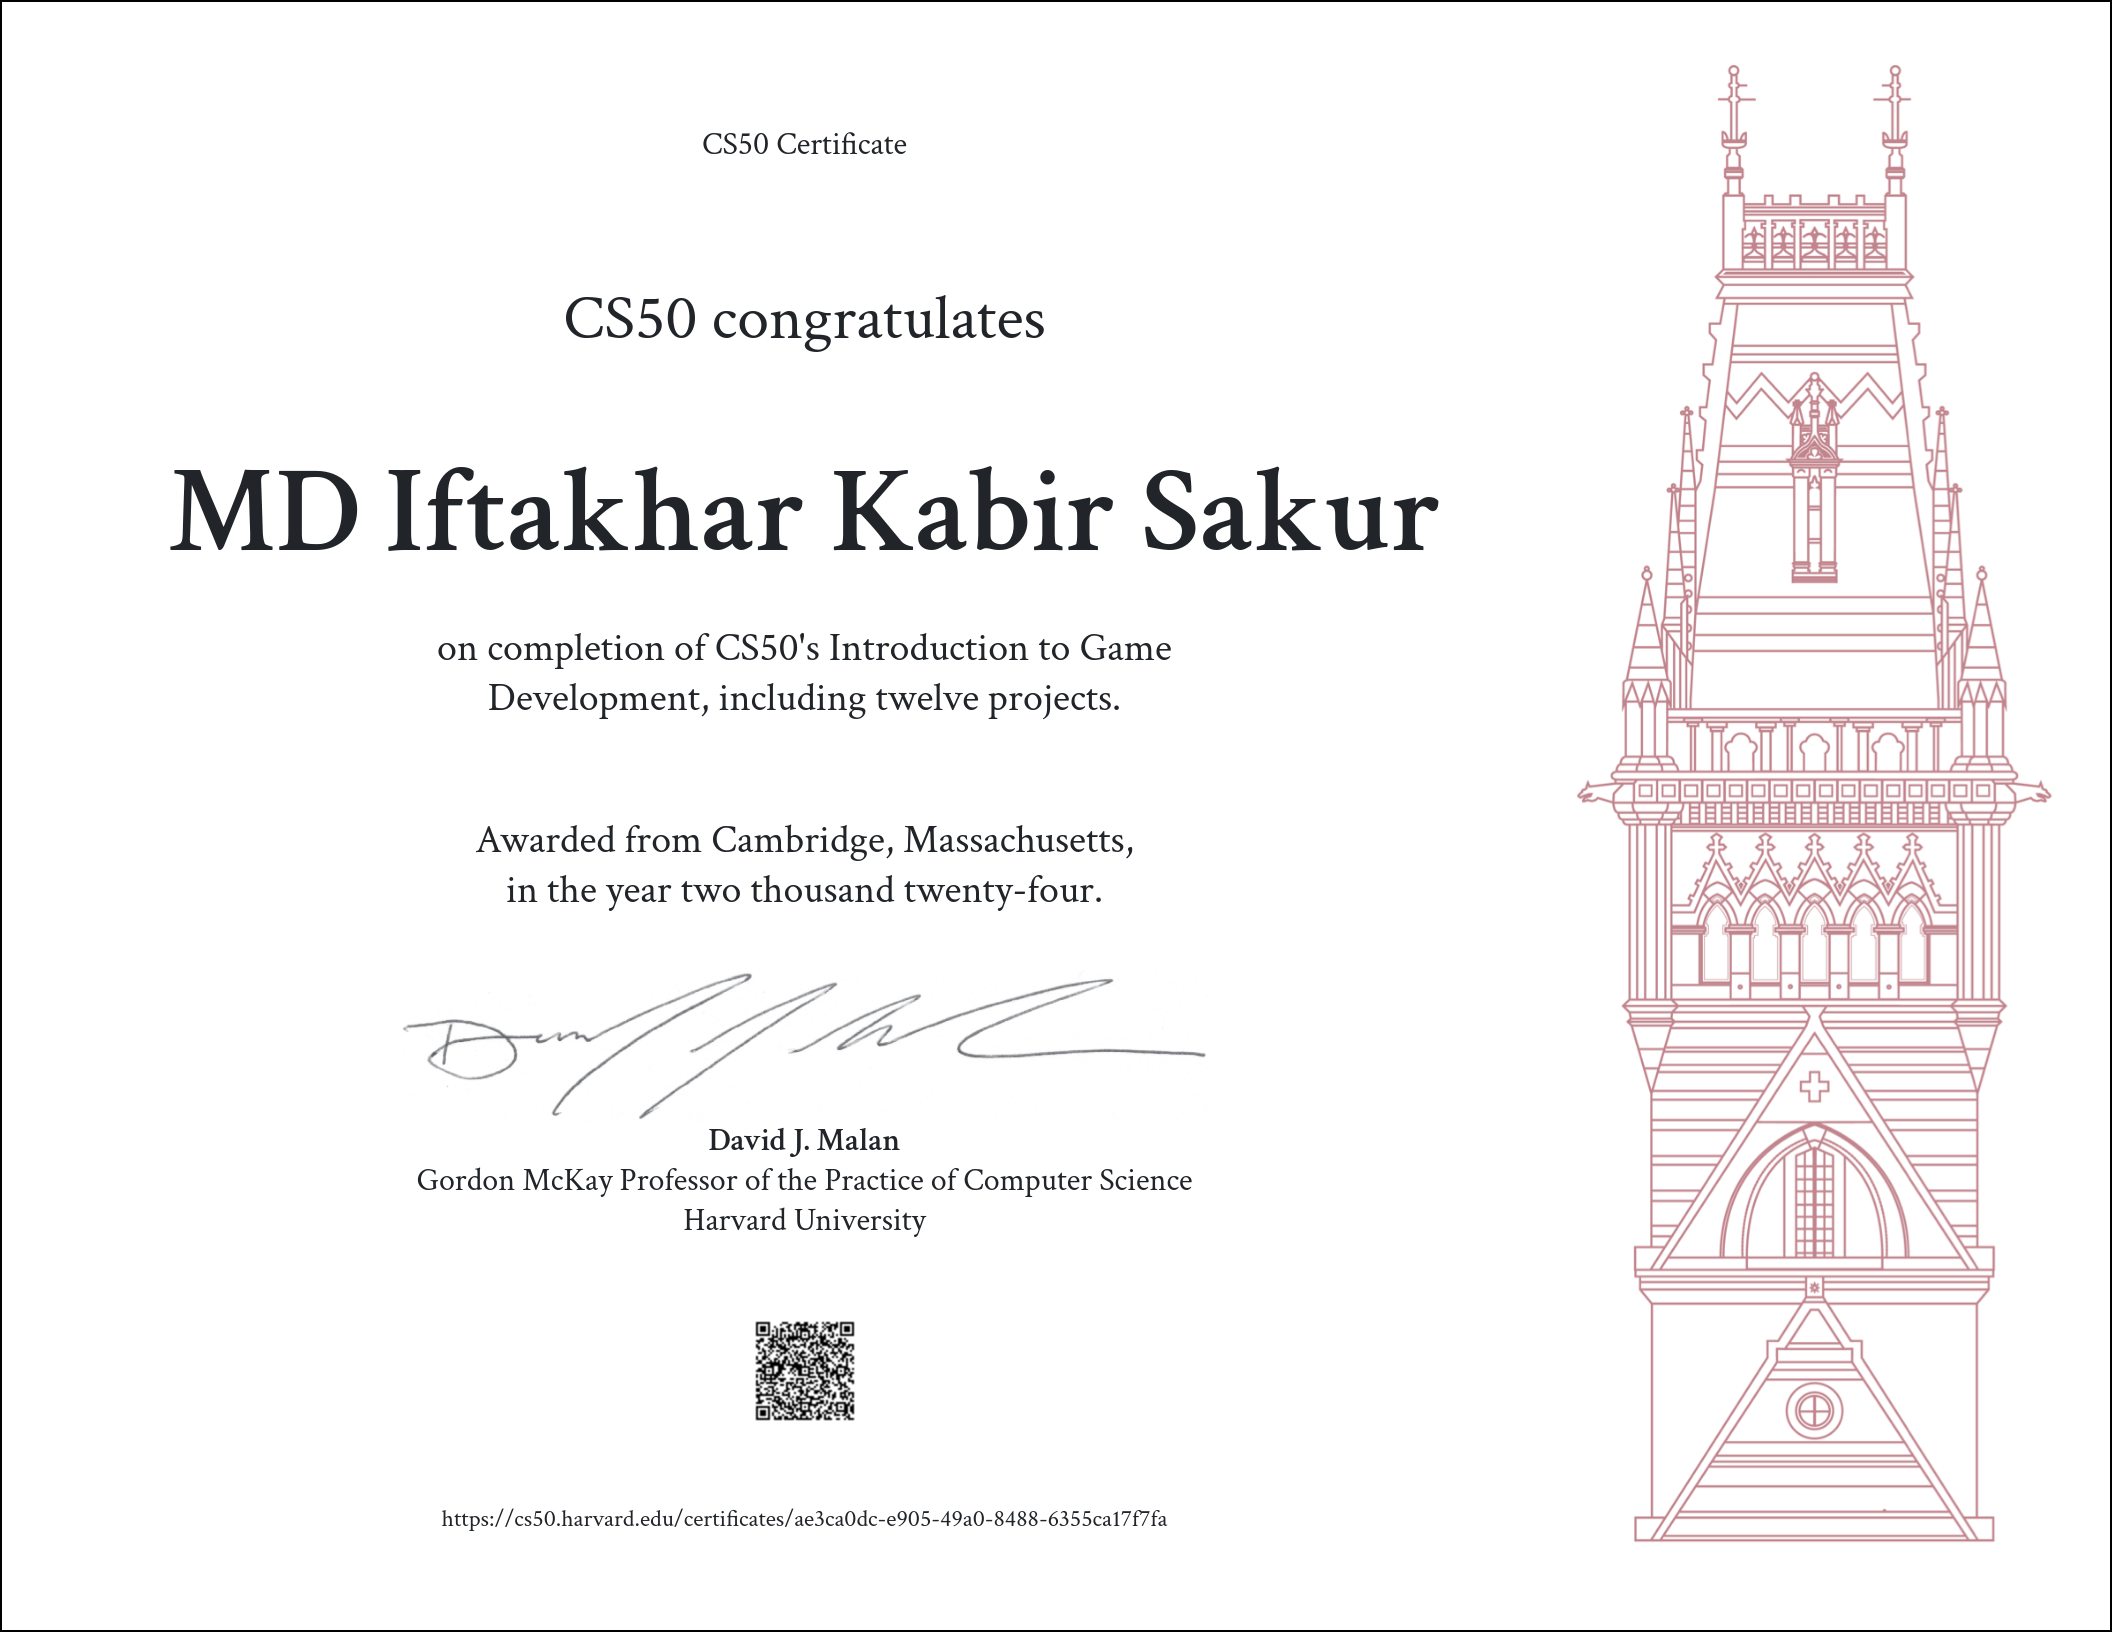 CS50 Certificate
CS50 congratulates
MD Iftakhar Kabir Sakur
on completion of CS50's Introduction to Game
Development, including twelve projects.
Awarded from Cambridge, Massachusetts,
in the year two thousand twenty-four.
David J. Malan
Gordon McKay Professor of the Practice of Computer Science
Harvard University
https://cs50.harvard.edu/certificates/ae3ca0dc-e905-49a0-8488-6355ca17f7fa